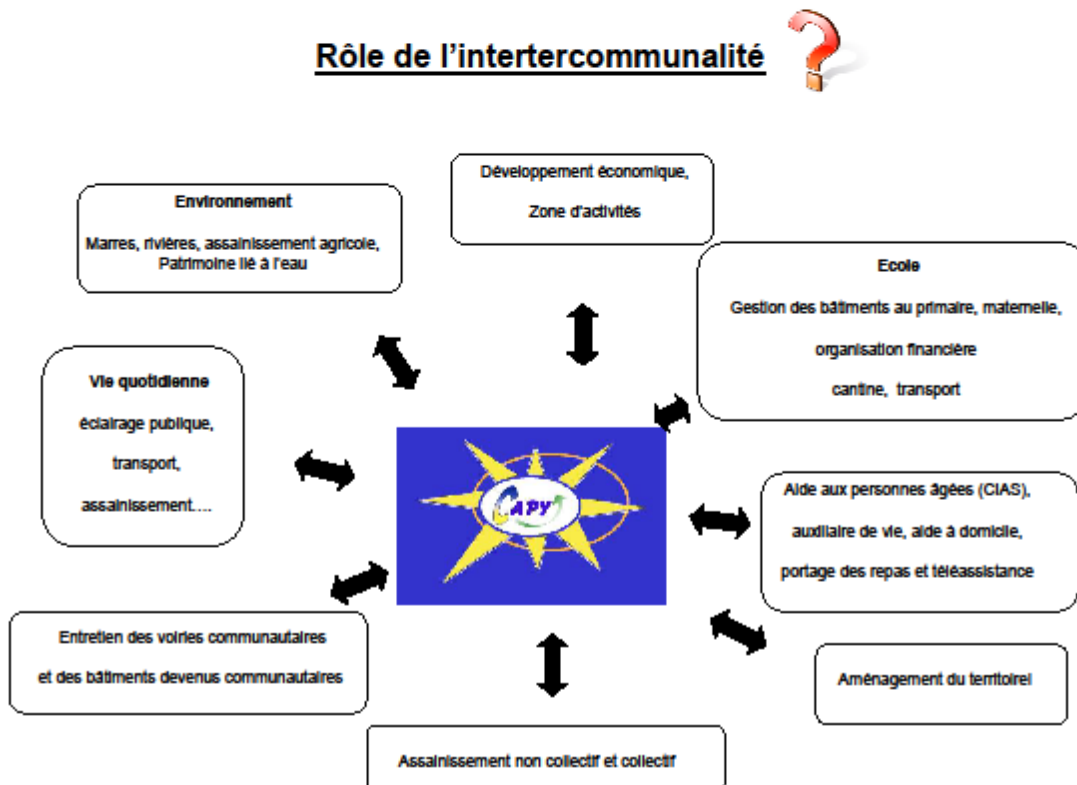 Rôle de l'intertercommunalité
Développement économique,
Zone d'activités
Environnement
Marres, rivières, assainissement agricole,
Patrimoine lié à l'eau
Ecole
Gestion des bâtiments au primaire, maternelle,
organisation financière
cantine, transport
Vie quotidienne
éclairage publique,
transport,
assainissement....
CAPY
Aide aux personnes âgées (CIAS),
auxiliaire de vie, aide à domicile,
portage des repas et téléassistance
Entretien des voiries communautaires
et des bâtiments devenus communautaires
Aménagement du territoirel
Assainissement non collectif et collectif